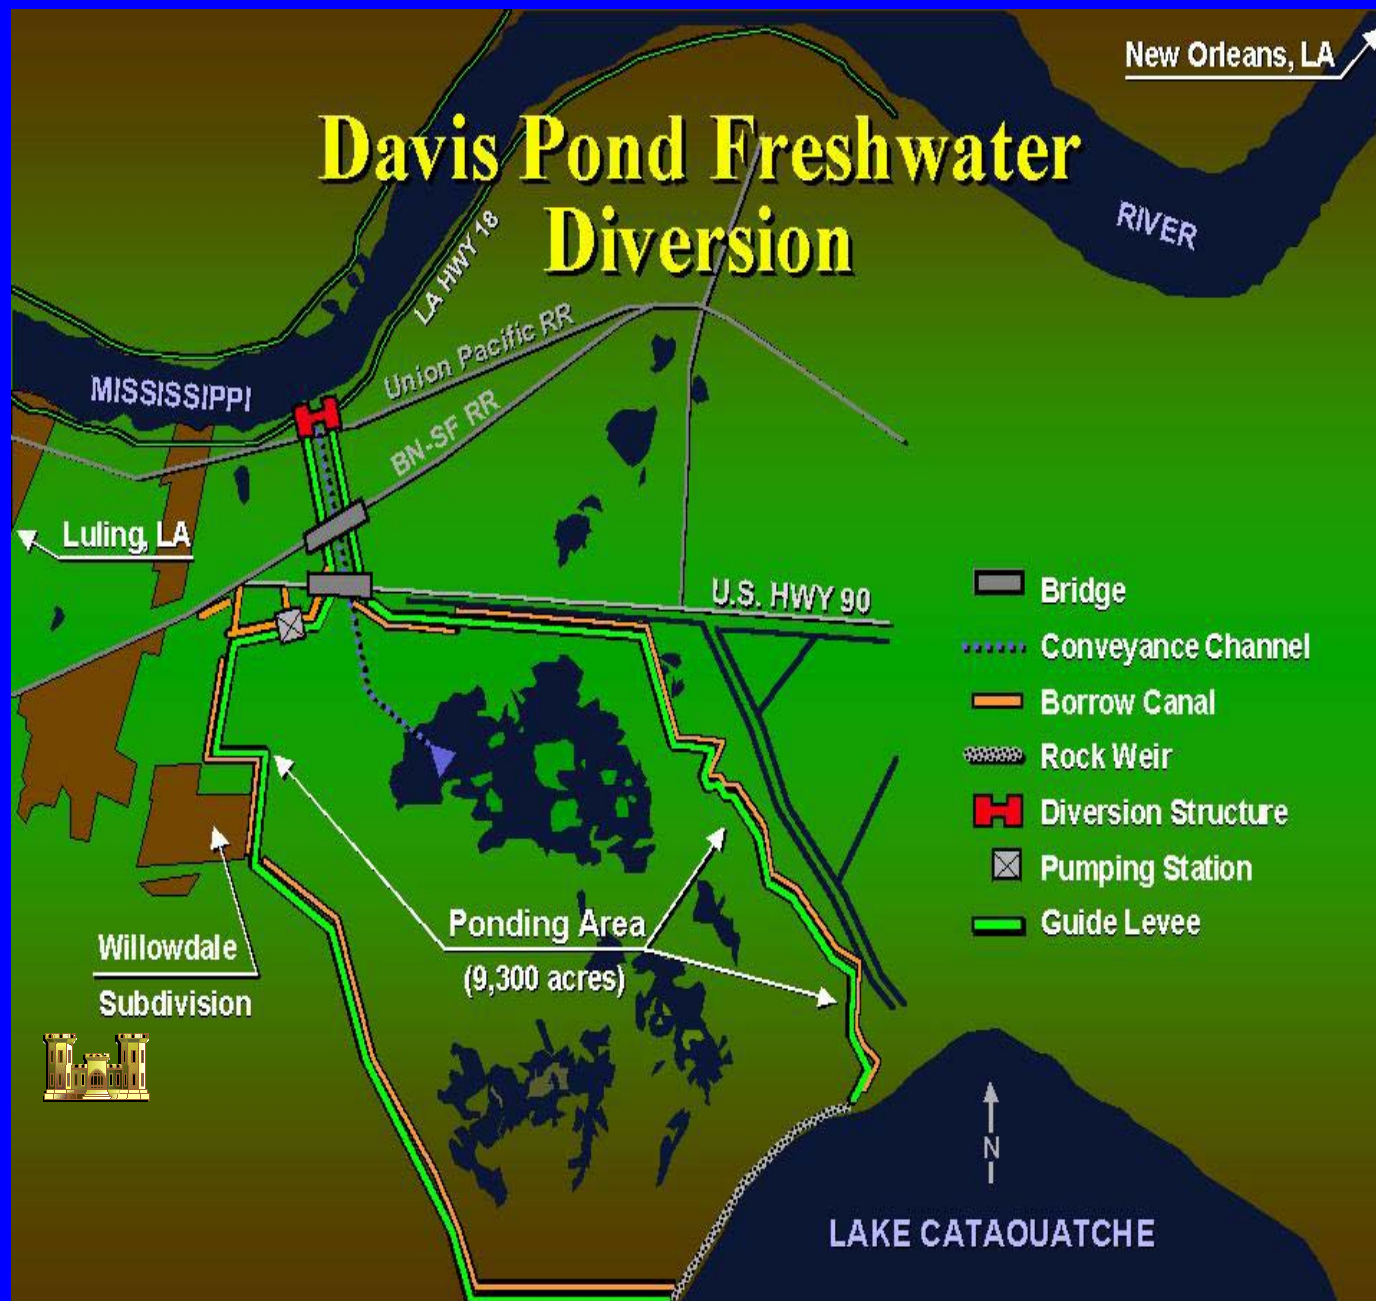 New Orleans, LA
Davis Pond Freshwater
Diversion
RIVER
LA HWY 18
Union Pacific RR
MISSISSIPPI
BN-SF RR
Luling, LA
U.S. HWY 90
Bridge
Conveyance Channel
Borrow Canal
Rock Weir
Diversion Structure
Pumping Station
Guide Levee
Ponding Area
(9,300 acres)
Willowdale
Subdivision
N
LAKE CATAOUATCHE